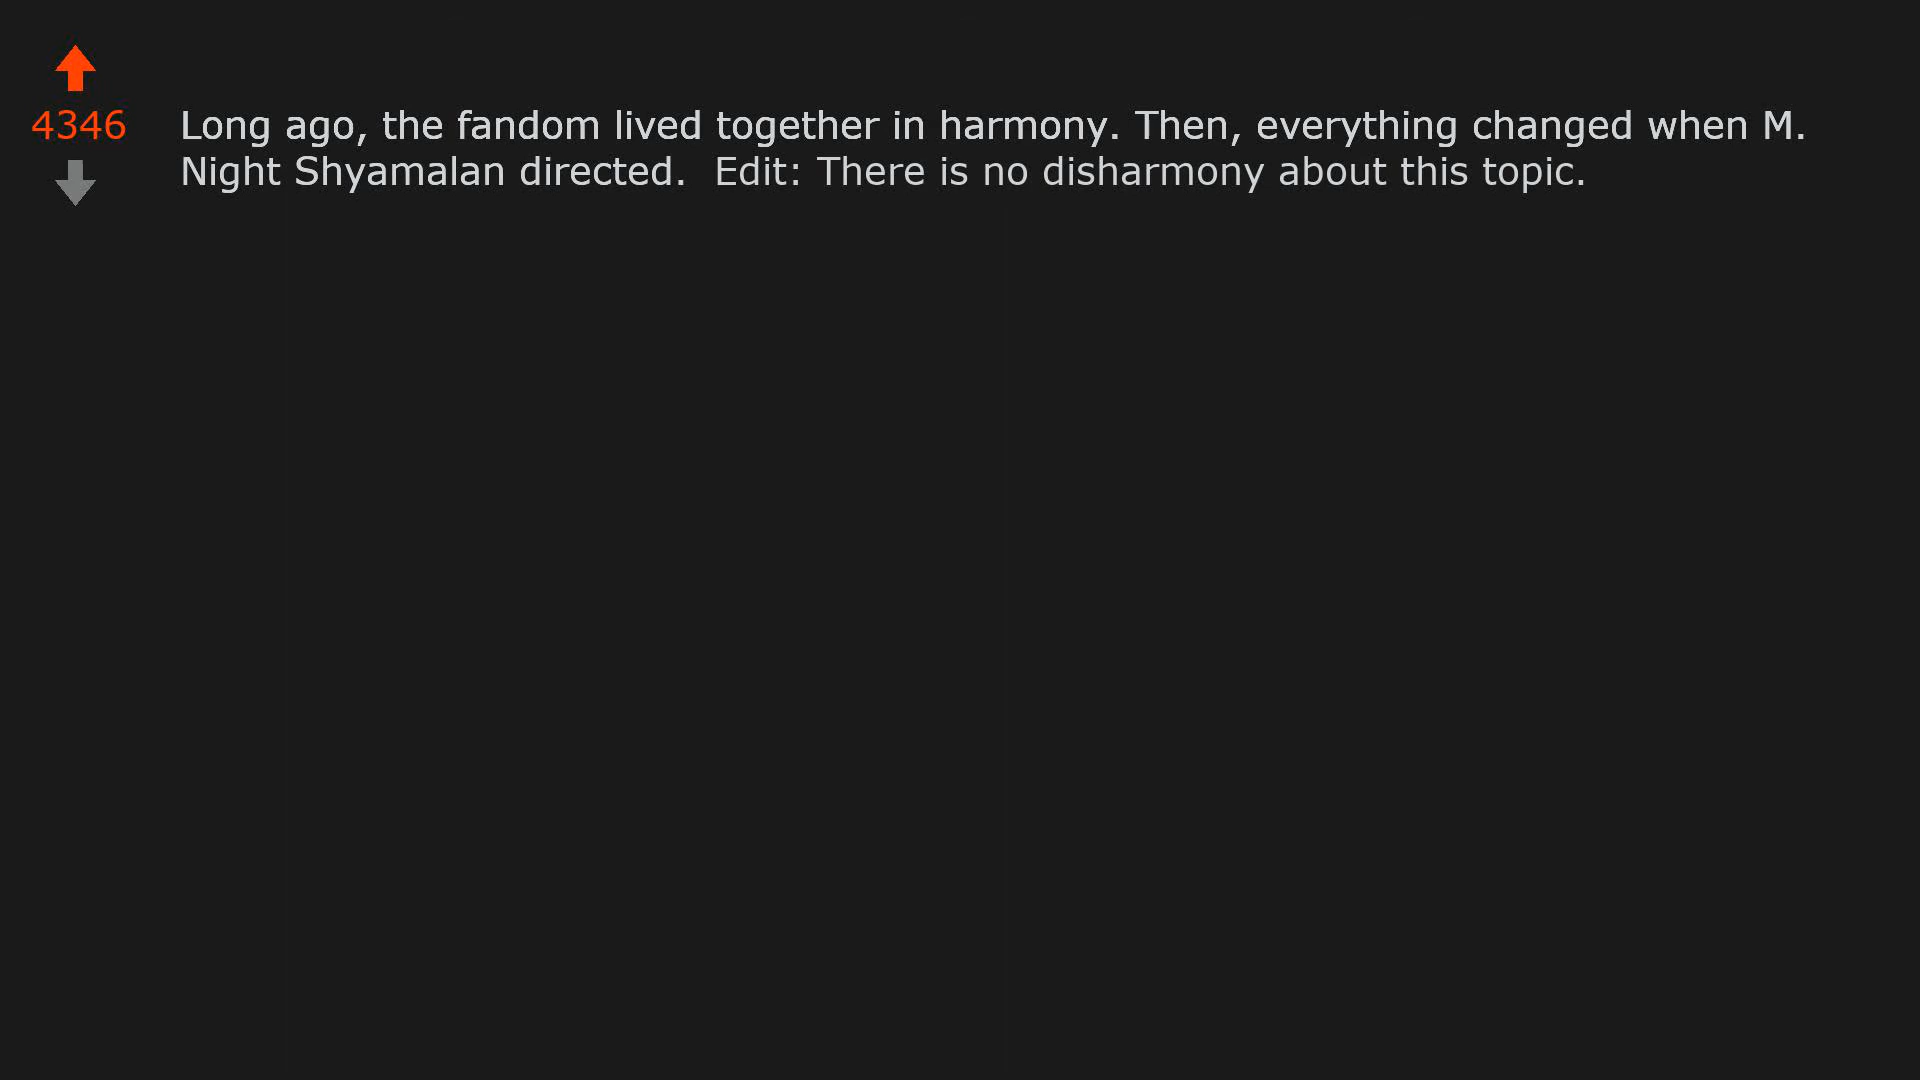 4346
Long ago, the fandom lived together in harmony. Then, everything changed when M.
Night Shyamalan directed.  Edit: There is no disharmony about this topic.